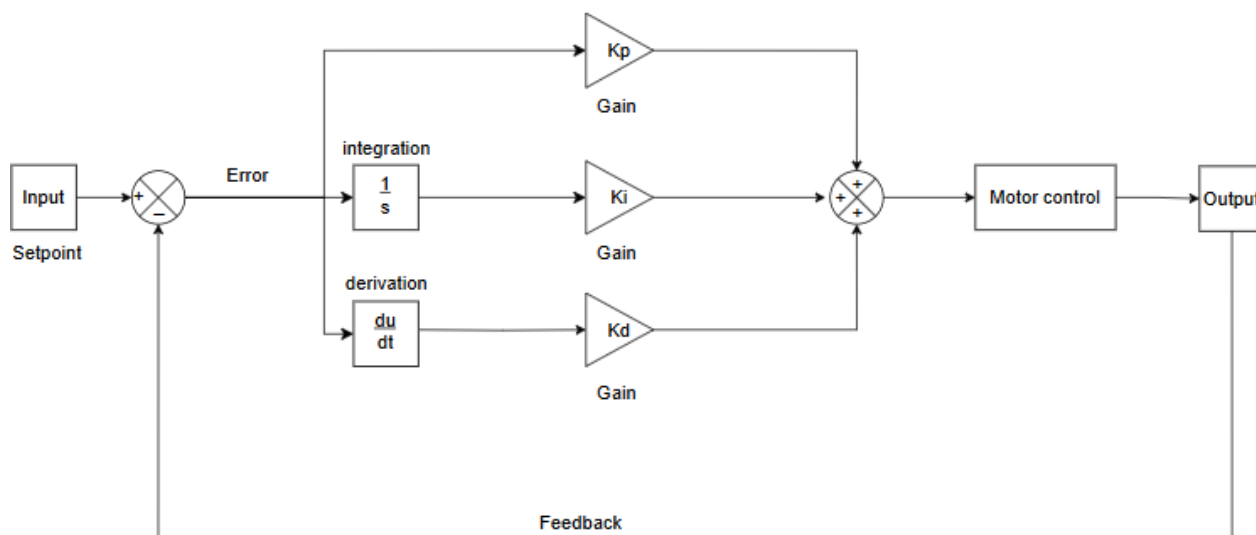 Kp
Gain
integration
Error
1
s
Input
+
−
Setpoint
Ki
Gain
+
+
+
Motor control
Output
derivation
du
dt
Kd
Gain
Feedback